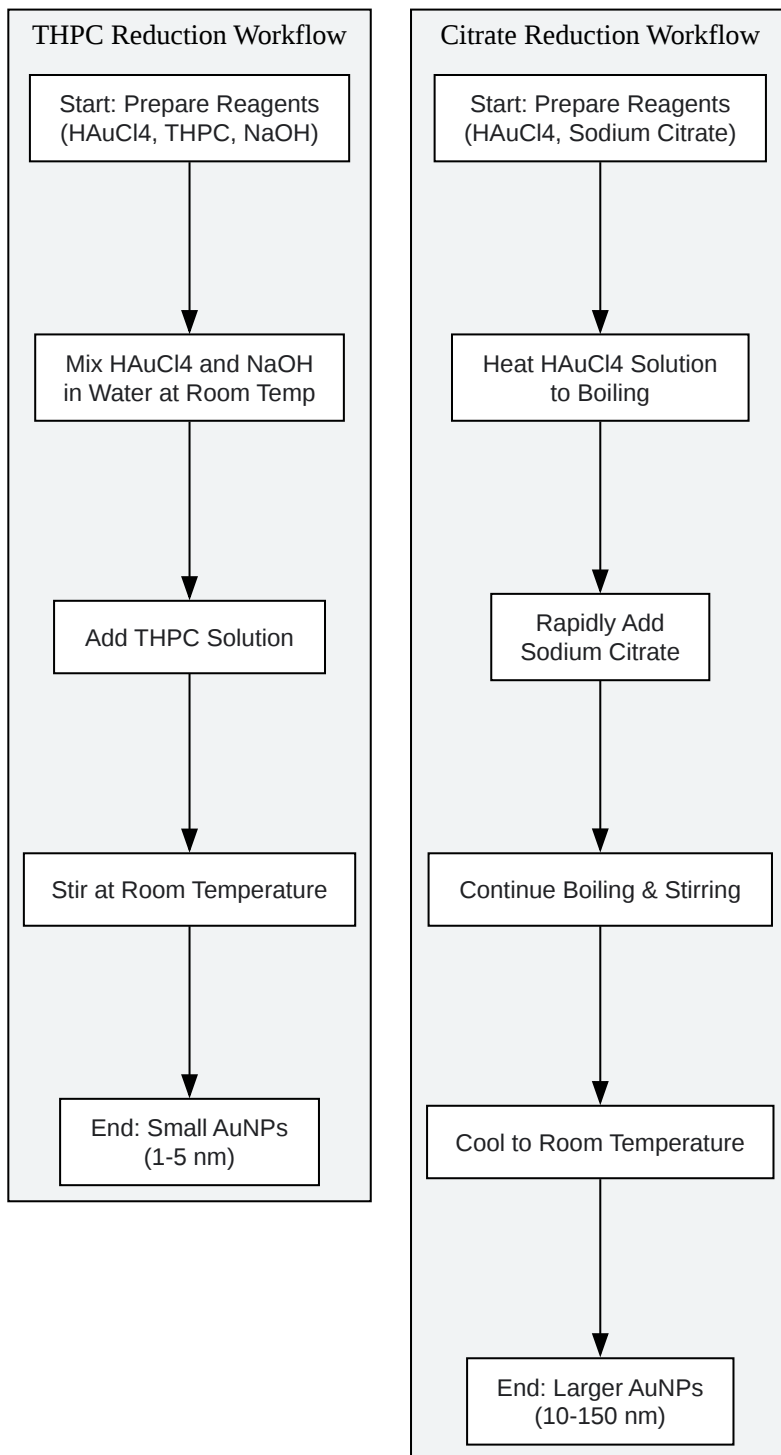 THPC Reduction Workflow
Start: Prepare Reagents
(HAuCl4, THPC, NaOH)
Mix HAuCl4 and NaOH
in Water at Room Temp
Add THPC Solution
Stir at Room Temperature
End: Small AuNPs
(1-5 nm)
Citrate Reduction Workflow
Start: Prepare Reagents
(HAuCl4, Sodium Citrate)
Heat HAuCl4 Solution
to Boiling
Rapidly Add
Sodium Citrate
Continue Boiling & Stirring
Cool to Room Temperature
End: Larger AuNPs
(10-150 nm)